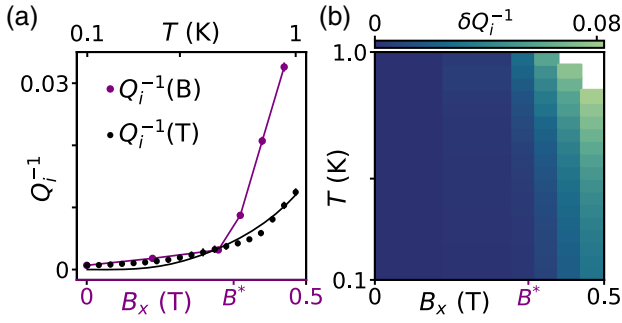 (a)
0.1 T (K) 1
0.03
Q_i^{-1}(B)
Q_i^{-1}(T)
Q_i^{-1}
0
0 B_x (T) B^* 0.5
(b)
0 δQ_i^{-1} 0.08
1.0
T (K)
0.1
0 B_x (T) B^* 0.5